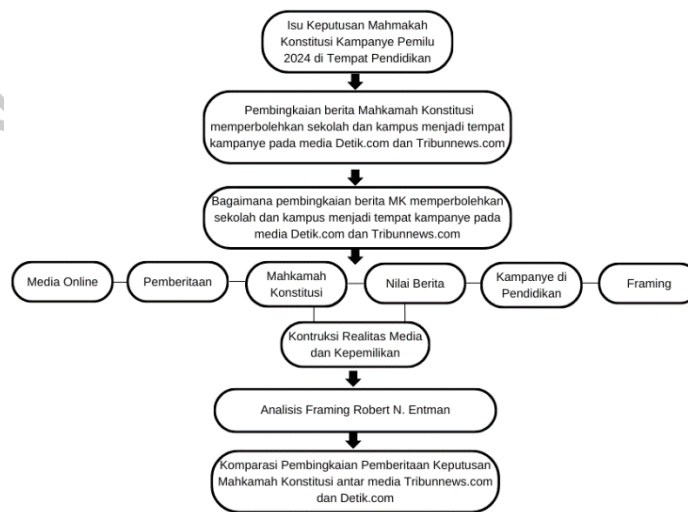 Isu Keputusan Mahmakah
Konstitusi Kampanye Pemilu
2024 di Tempat Pendidikan
Pembingkaian berita Mahkamah Konstitusi
memperbolehkan sekolah dan kampus menjadi tempat
kampanye pada media Detik.com dan Tribunnews.com
Bagaimana pembingkaian berita MK memperbolehkan
sekolah dan kampus menjadi tempat kampanye pada
media Detik.com dan Tribunnews.com
Media Online
Pemberitaan
Mahkamah
Konstitusi
Nilai Berita
Kampanye di
Pendidikan
Framing
Kontruksi Realitas Media
dan Kepemilikan
Analisis Framing Robert N. Entman
Komparasi Pembingkaian Pemberitaan Keputusan
Mahkamah Konstitusi antar media Tribunnews.com
dan Detik.com